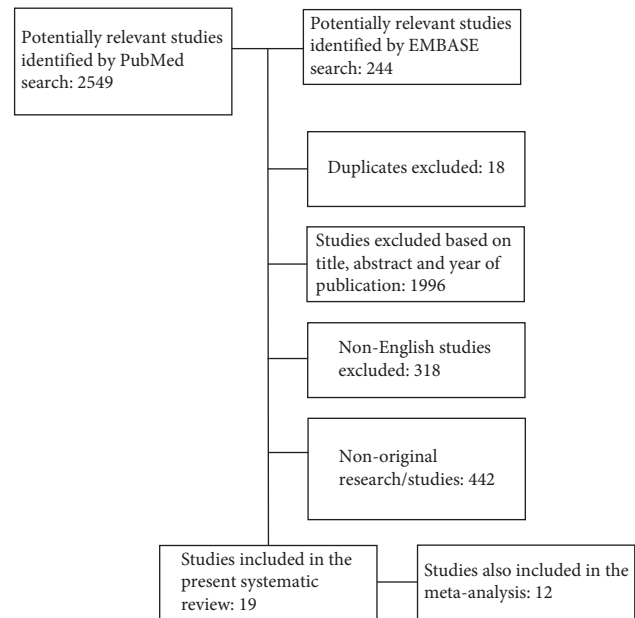 Potentially relevant studies
identified by PubMed
search: 2549
Potentially relevant studies
identified by EMBASE
search: 244
Duplicates excluded: 18
Studies excluded based on
title, abstract and year of
publication: 1996
Non-English studies
excluded: 318
Non-original
research/studies: 442
Studies included in the
present systematic
review: 19
Studies also included in the
meta-analysis: 12